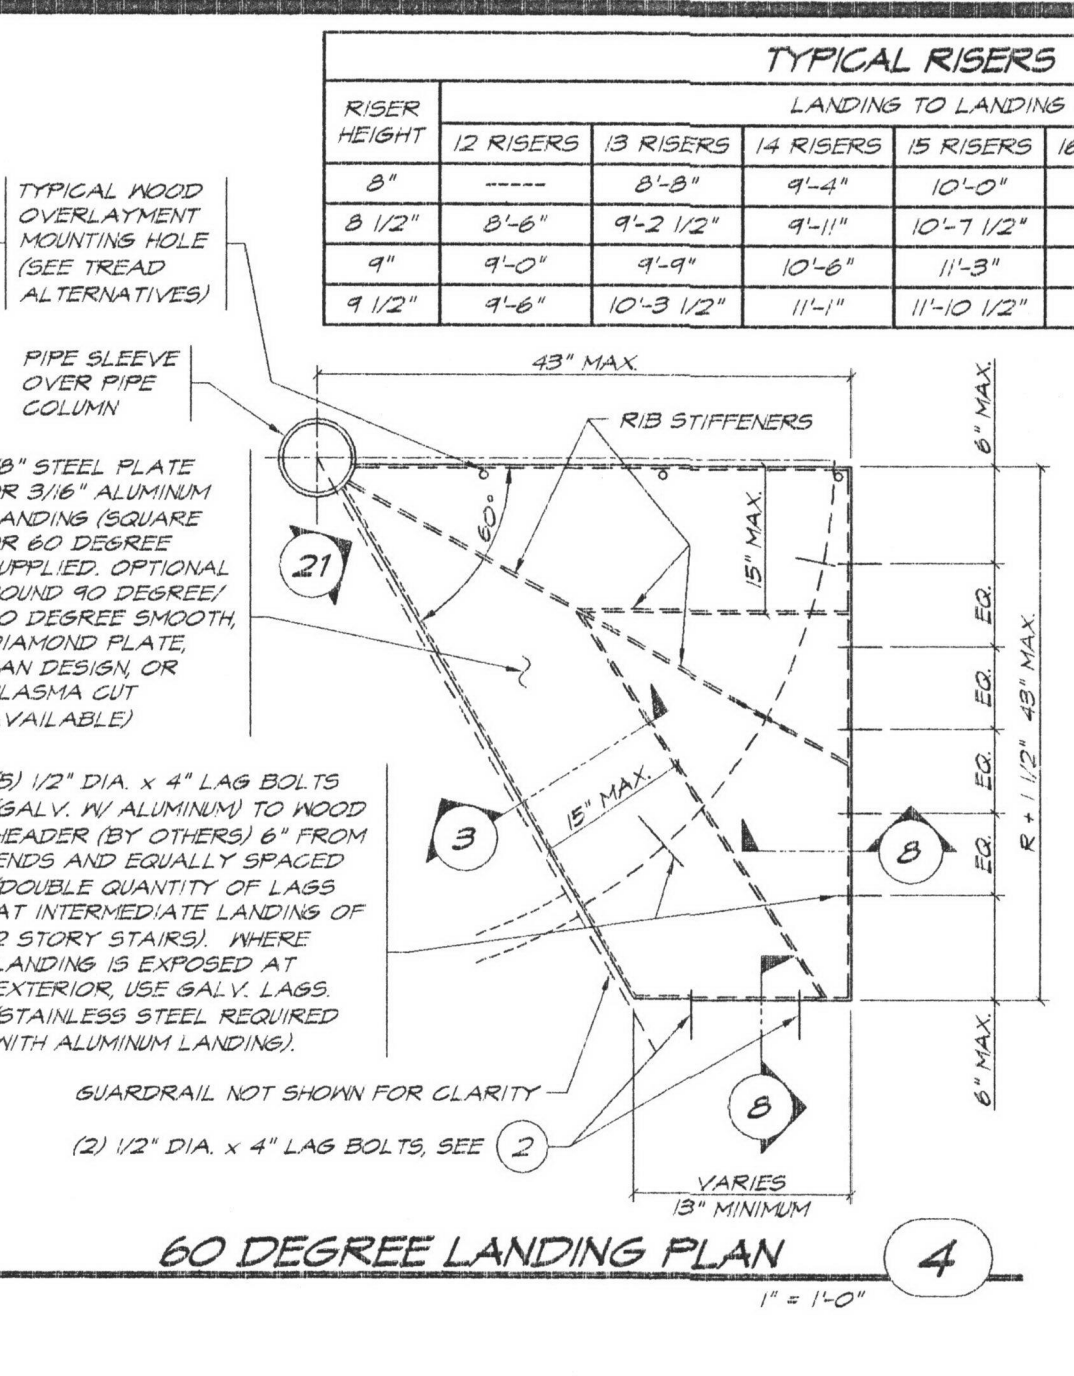 TYPICAL RISERS
RISER HEIGHT
LANDING TO LANDING
12 RISERS 13 RISERS 14 RISERS 15 RISERS 16
8" ----- 8'-8" 9'-4" 10'-0"
8 1/2" 8'-6" 9'-2 1/2" 9'-11" 10'-7 1/2"
9" 9'-0" 9'-9" 10'-6" 11'-3"
9 1/2" 9'-6" 10'-3 1/2" 11'-1" 11'-10 1/2"
TYPICAL WOOD
OVERLAYMENT
MOUNTING HOLE
(SEE TREAD
ALTERNATIVES)
PIPE SLEEVE
OVER PIPE
COLUMN
8" STEEL PLATE
OR 3/16" ALUMINUM
LANDING (SQUARE
OR 60 DEGREE
SUPPLIED. OPTIONAL
ROUND 90 DEGREE/
0 DEGREE SMOOTH,
DIAMOND PLATE,
AN DESIGN, OR
PLASMA CUT
AVAILABLE)
5) 1/2" DIA. x 4" LAG BOLTS
(GALV. W/ ALUMINUM) TO WOOD
HEADER (BY OTHERS) 6" FROM
ENDS AND EQUALLY SPACED
(DOUBLE QUANTITY OF LAGS
AT INTERMEDIATE LANDING OF
2 STORY STAIRS). WHERE
LANDING IS EXPOSED AT
EXTERIOR, USE GALV. LAGS.
(STAINLESS STEEL REQUIRED
WITH ALUMINUM LANDING).
GUARDRAIL NOT SHOWN FOR CLARITY
(2) 1/2" DIA. x 4" LAG BOLTS, SEE 2
43" MAX.
RIB STIFFENERS
60°
21
15" MAX.
15" MAX.
3
8
8
6" MAX.
EQ.
EQ.
EQ.
EQ.
6" MAX.
R + 1 1/2" 43" MAX.
VARIES
13" MINIMUM
60 DEGREE LANDING PLAN 4
1" = 1'-0"